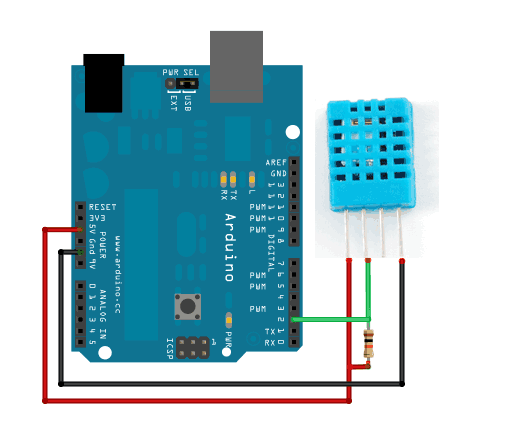 PWR SEL
EXT
USB
AREF
GND
13
12
PWM 11
PWM 10
PWM 9
8
DIGITAL
7
PWM 6
PWM 5
4
PWM 3
2
TX 1
RX 0
RX
TX
L
Arduino
www.arduino.cc
RESET
3V3
5V
Gnd
9V
POWER
ANALOG IN
0
1
2
3
4
5
ICSP
1
PWR